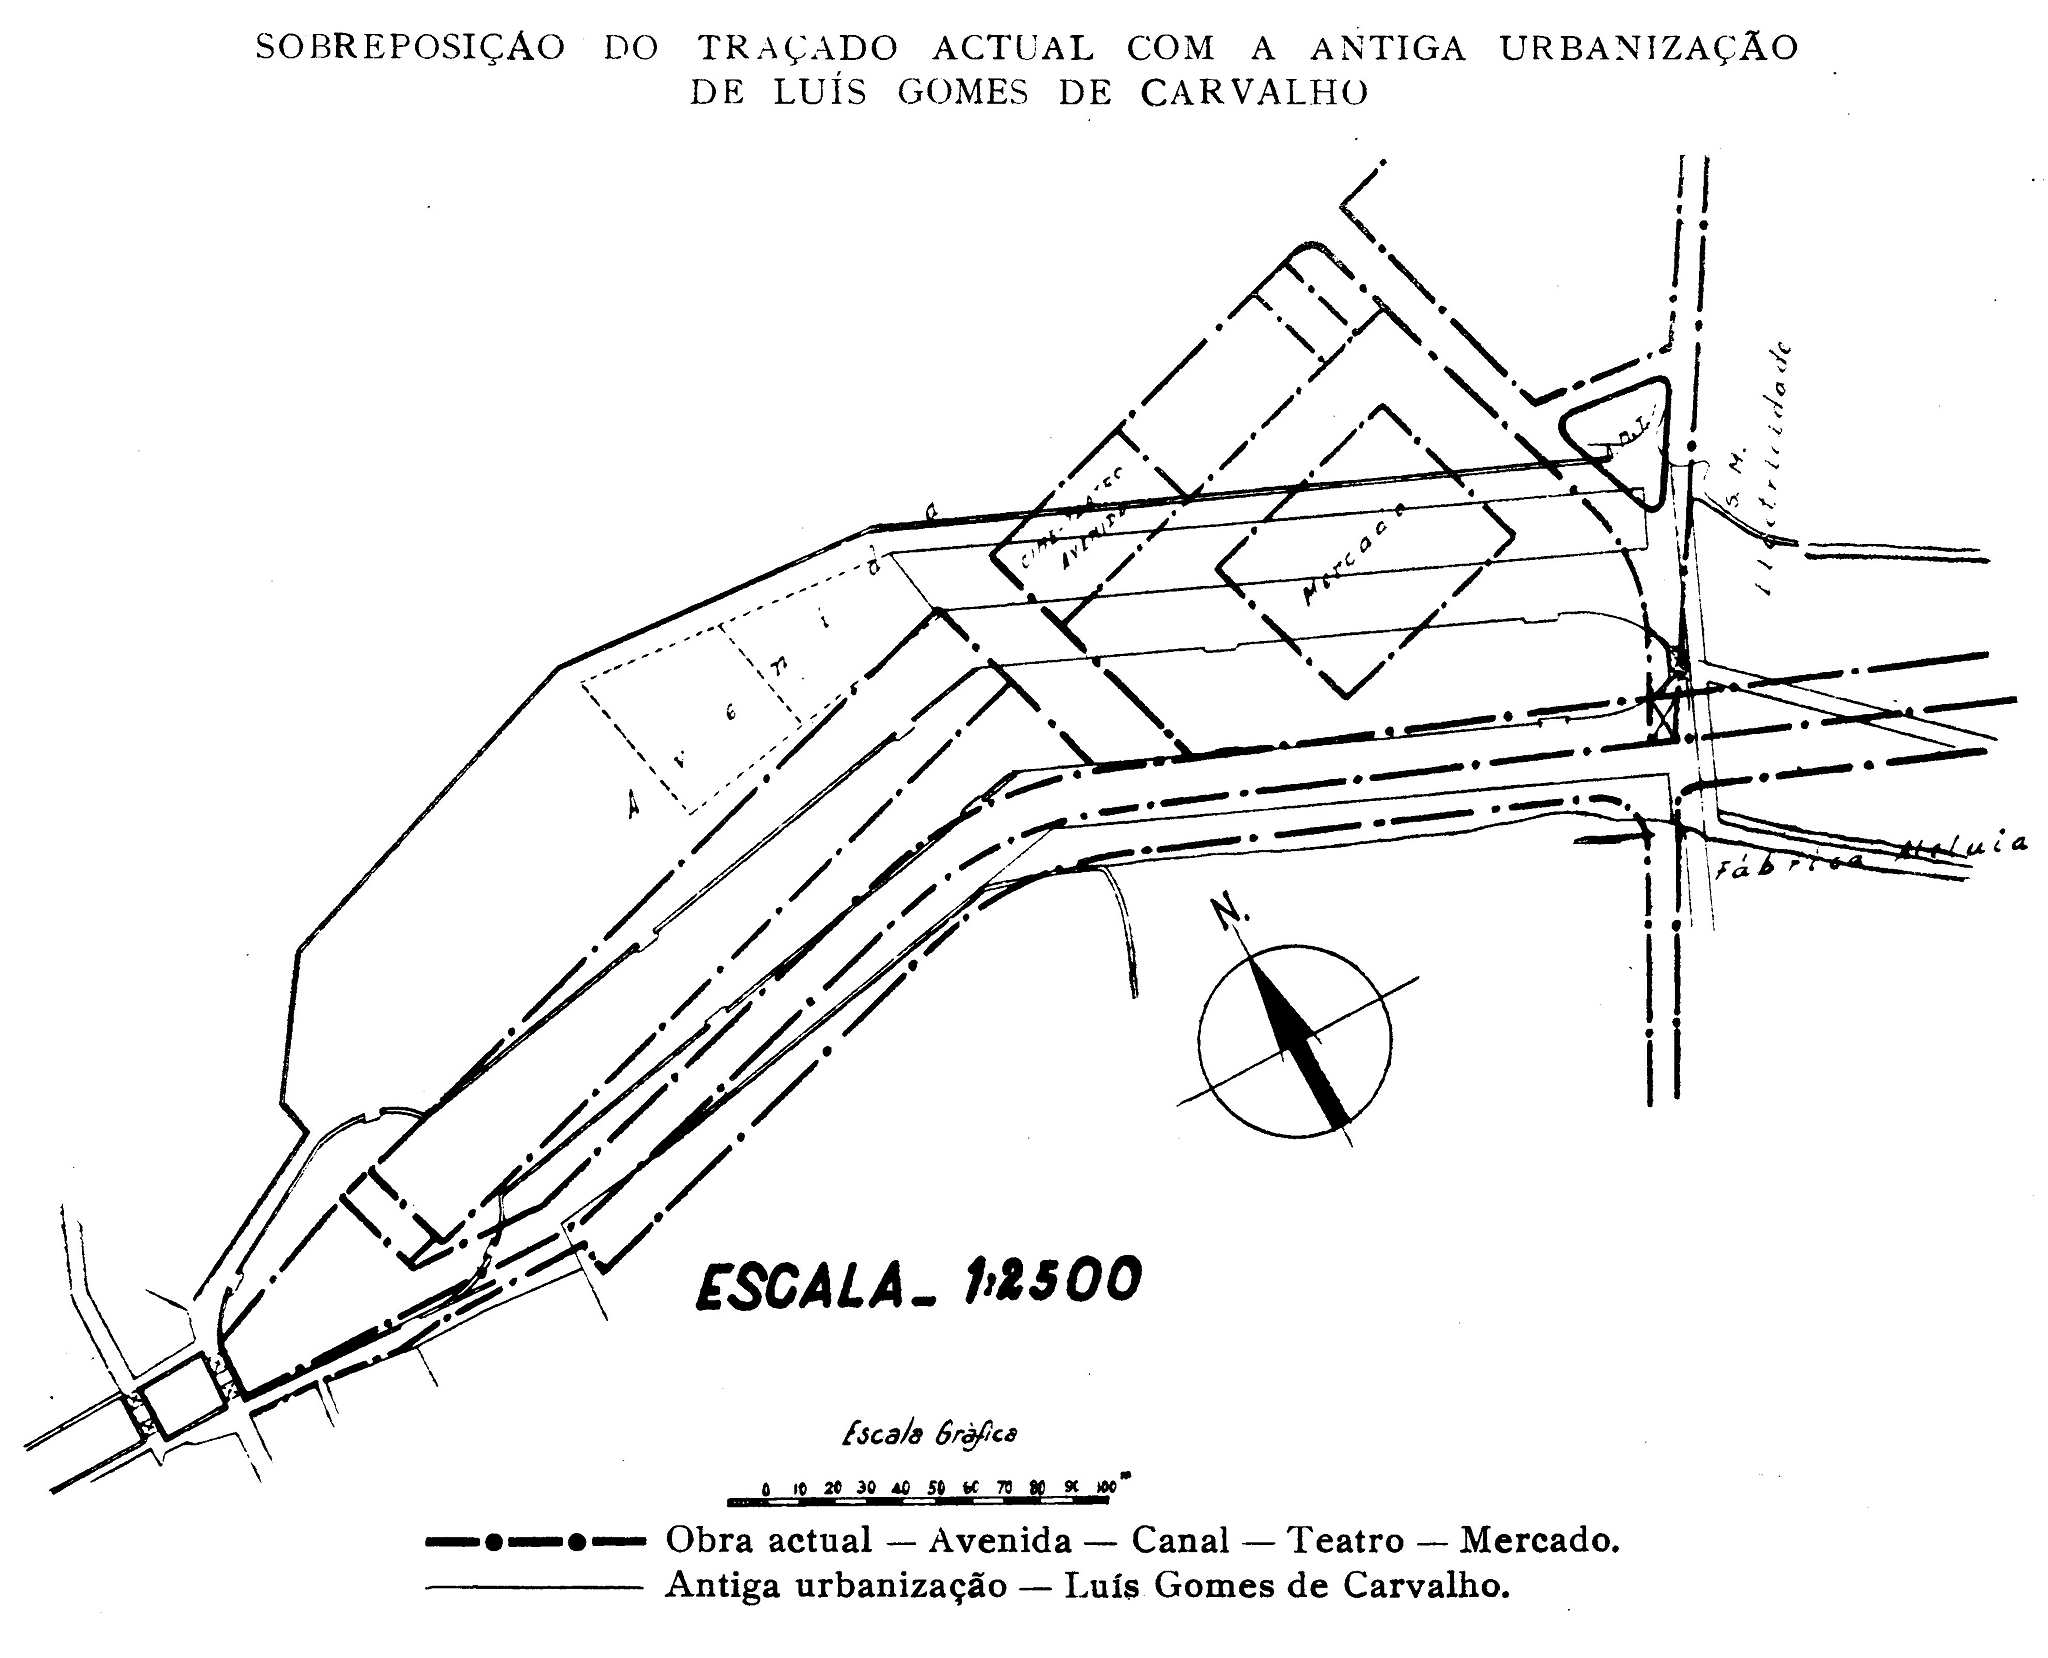 SOBREPOSIÇÃO DO TRAÇADO ACTUAL COM A ANTIGA URBANIZAÇÃO
DE LUÍS GOMES DE CARVALHO
S. M.
Electricidade
CINE-TEATRO
AVENIDA
Mercado
Avenida
Fábrica Aleluia
N.
ESCALA_ 1:2500
Escala Gráfica
0 10 20 30 40 50 60 70 80 90 100 m
Obra actual — Avenida — Canal — Teatro — Mercado.
Antiga urbanização — Luís Gomes de Carvalho.